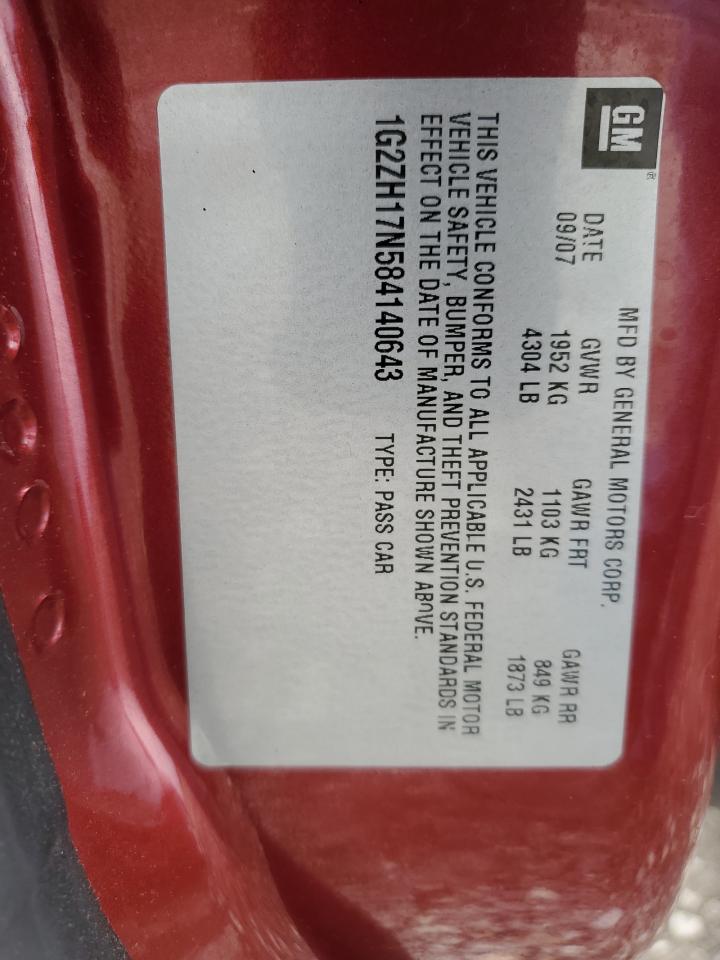 GM
MFD BY GENERAL MOTORS CORP.
DATE GVWR GAWR FRT GAWR RR
09/07 1952 KG 1103 KG 849 KG
4304 LB 2431 LB 1873 LB
THIS VEHICLE CONFORMS TO ALL APPLICABLE U.S. FEDERAL MOTOR
VEHICLE SAFETY, BUMPER, AND THEFT PREVENTION STANDARDS IN
EFFECT ON THE DATE OF MANUFACTURE SHOWN ABOVE.
1G2ZH17N584140643 TYPE: PASS CAR